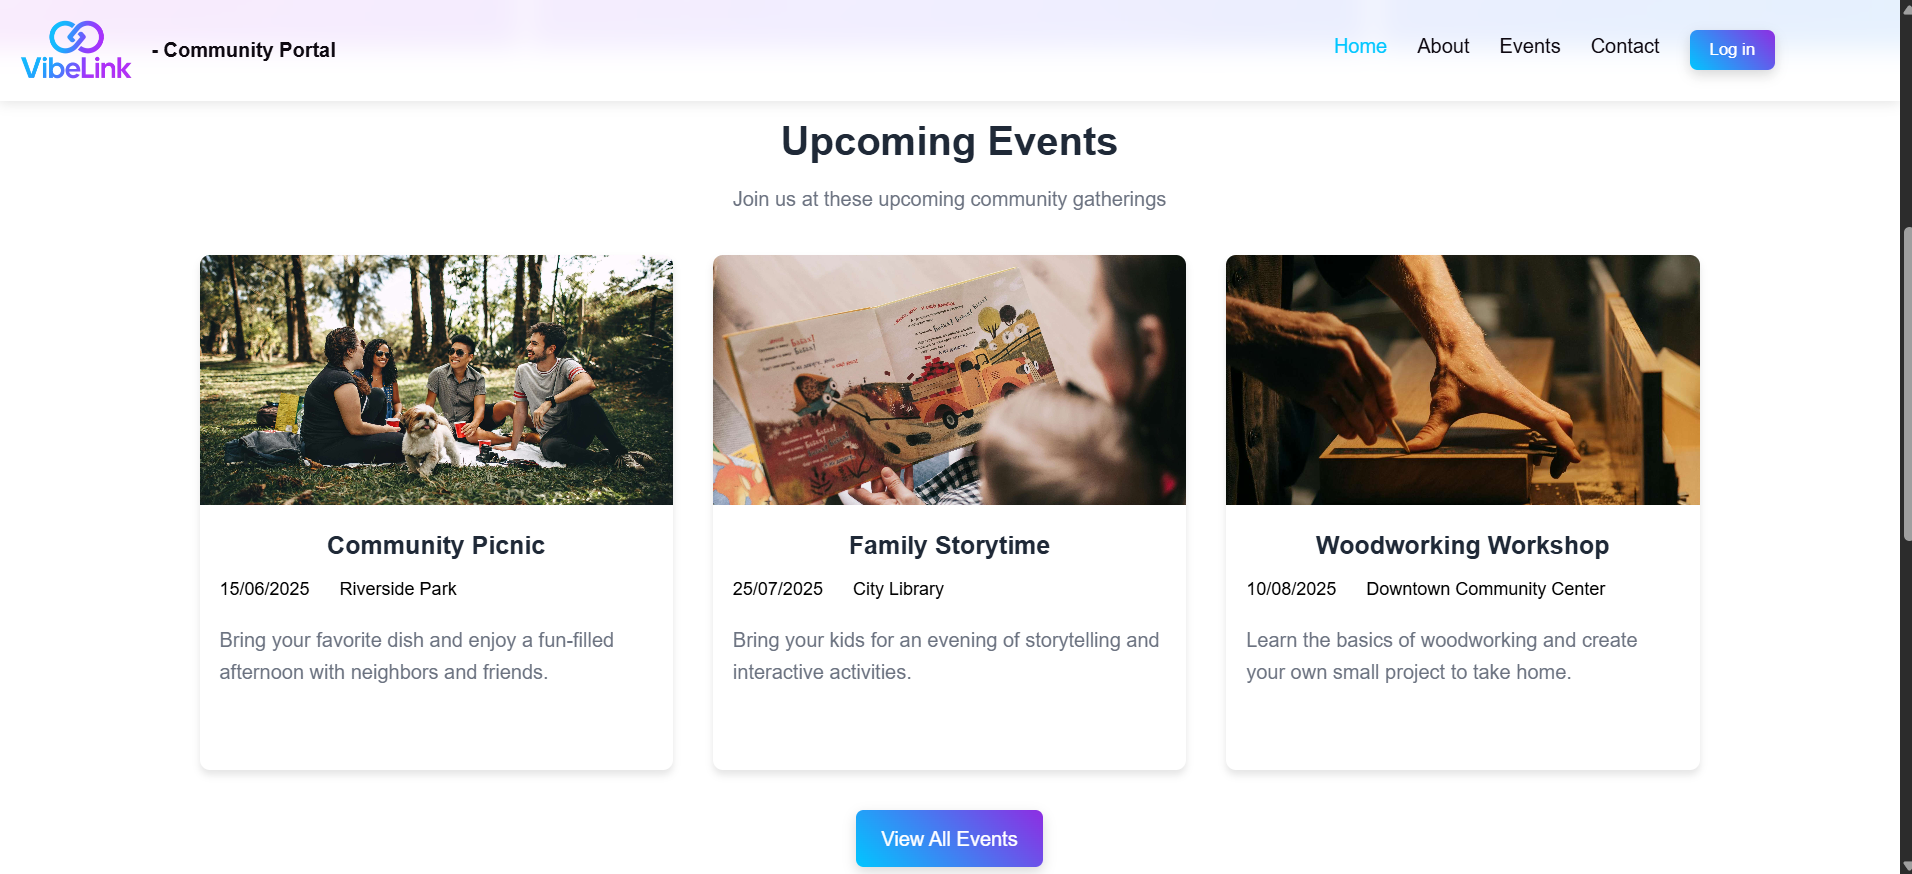 VibeLink
- Community Portal
Home About Events Contact Log in
Upcoming Events
Join us at these upcoming community gatherings
Community Picnic
15/06/2025 Riverside Park
Bring your favorite dish and enjoy a fun-filled
afternoon with neighbors and friends.
Family Storytime
25/07/2025 City Library
Bring your kids for an evening of storytelling and
interactive activities.
Woodworking Workshop
10/08/2025 Downtown Community Center
Learn the basics of woodworking and create
your own small project to take home.
View All Events